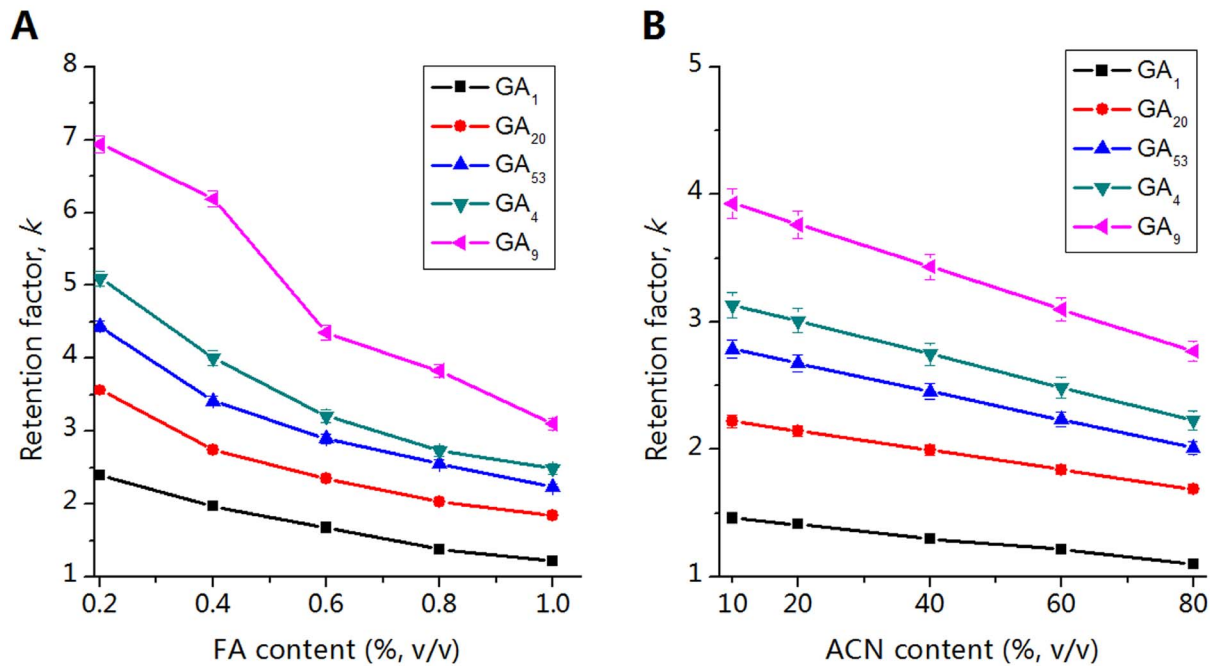 A
8
7
6
5
4
3
2
1
Retention factor, k
0.2 0.4 0.6 0.8 1.0
FA content (%, v/v)
GA₁
GA₂₀
GA₅₃
GA₄
GA₉
B
5
4
3
2
1
Retention factor, k
10 20 40 60 80
ACN content (%, v/v)
GA₁
GA₂₀
GA₅₃
GA₄
GA₉